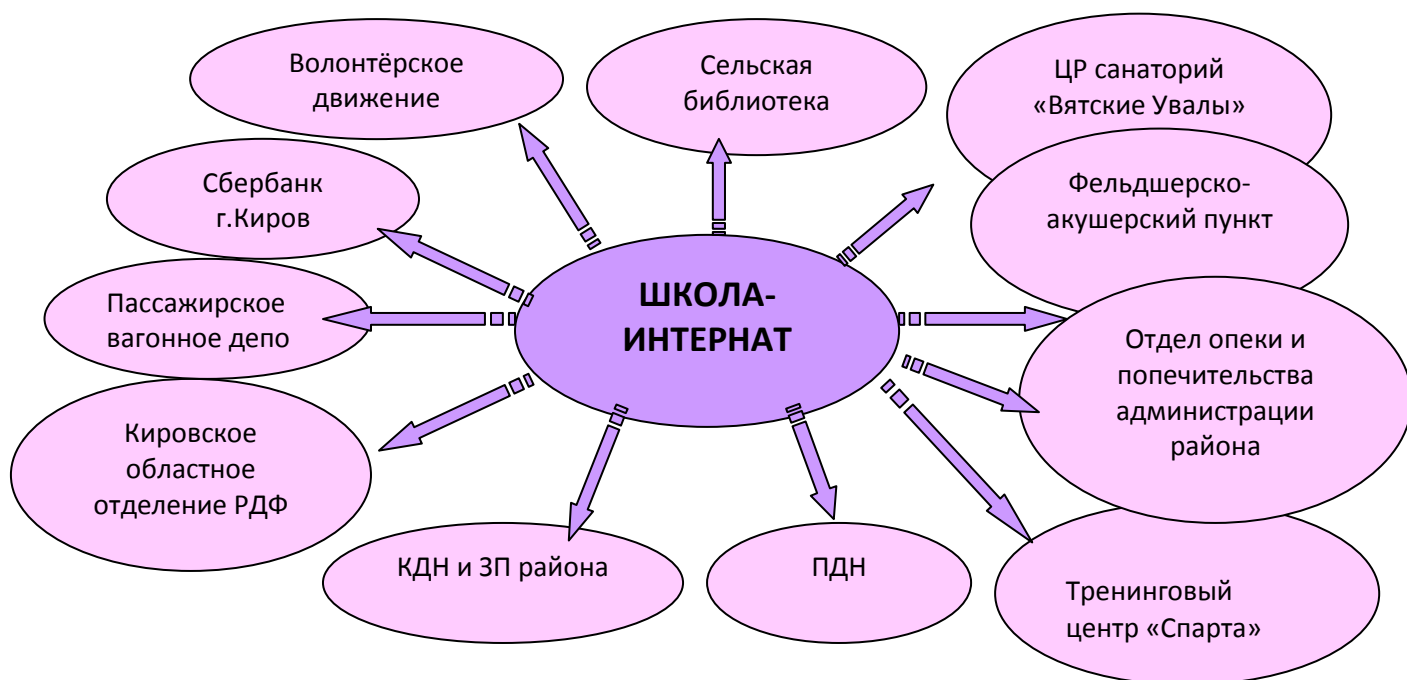 Волонтёрское
движение
Сельская
библиотека
ЦР санаторий
«Вятские Увалы»
Сбербанк
г.Киров
Фельдшерско-
акушерский пункт
Пассажирское
вагонное депо
ШКОЛА-
ИНТЕРНАТ
Отдел опеки и
попечительства
администрации
района
Кировское
областное
отделение РДФ
КДН и ЗП района
ПДН
Тренинговый
центр «Спарта»